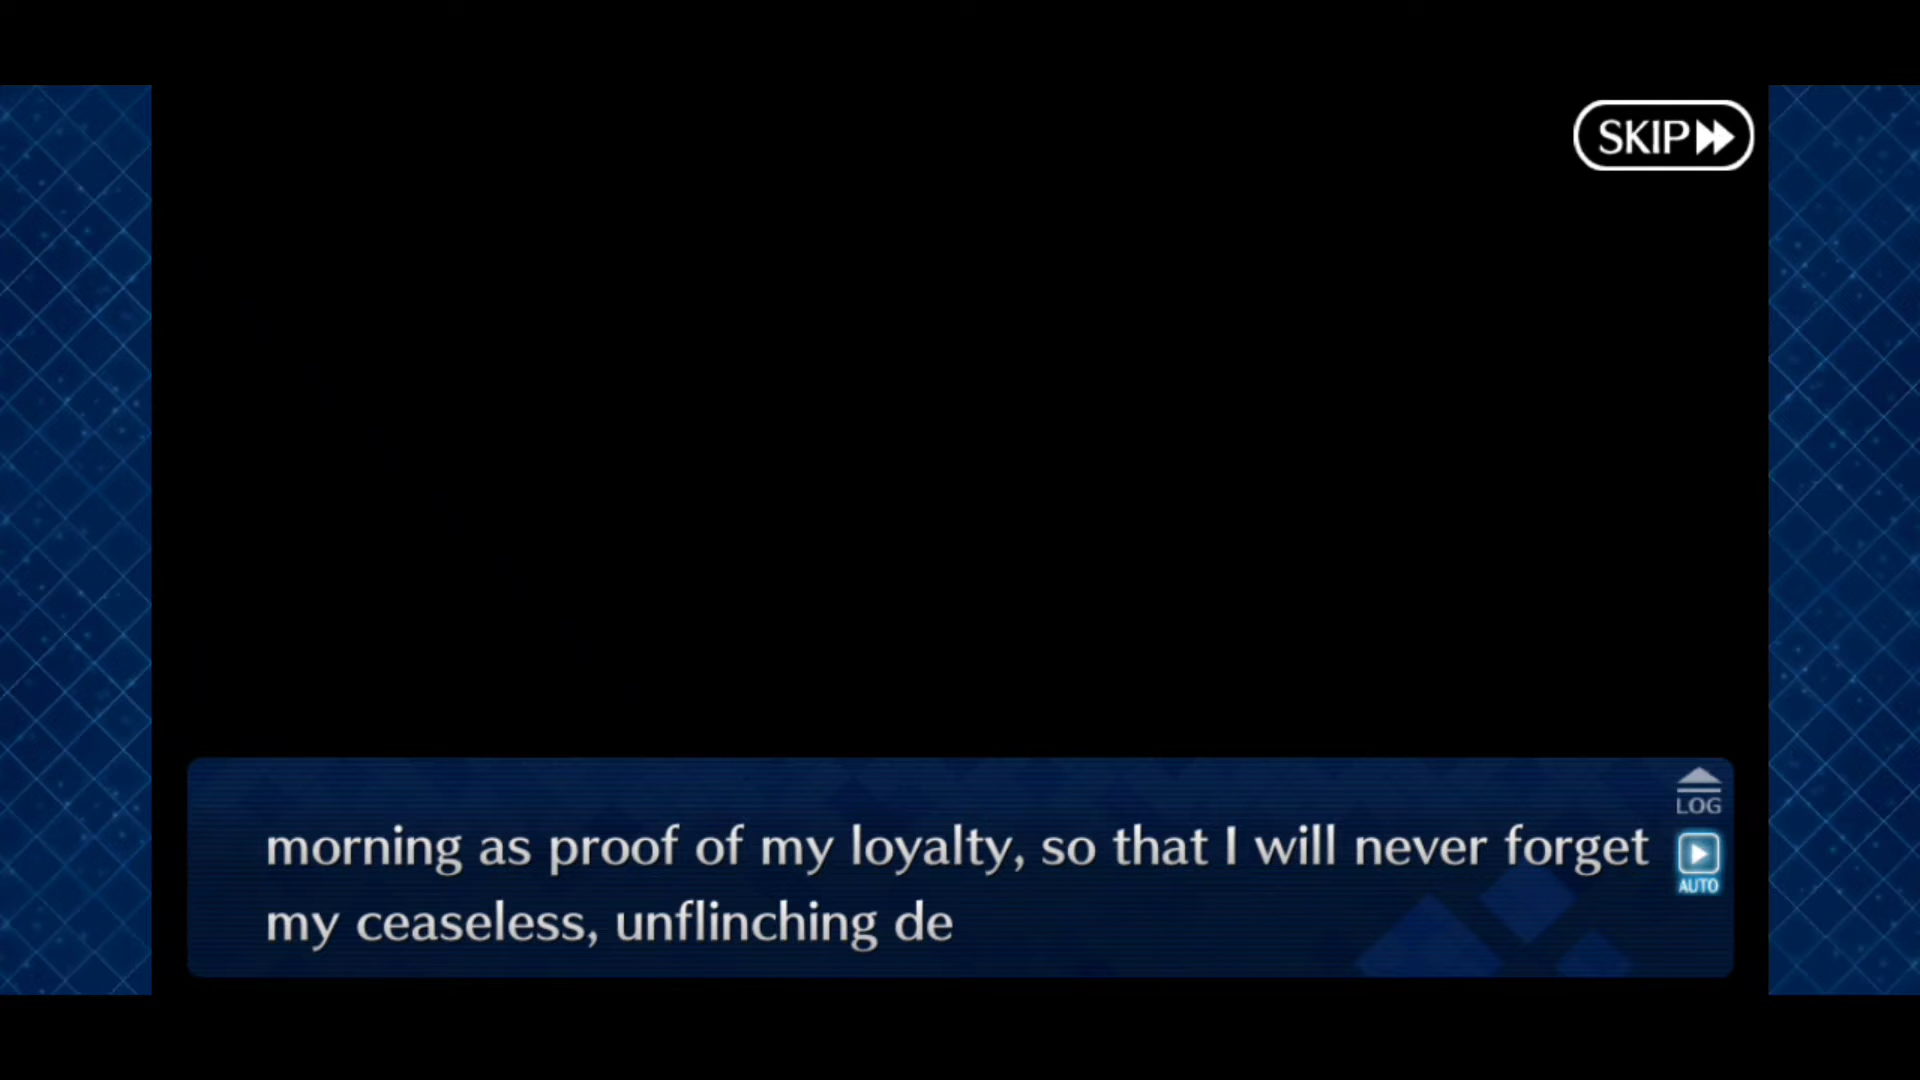 SKIP
LOG
morning as proof of my loyalty, so that I will never forget
AUTO
my ceaseless, unflinching de